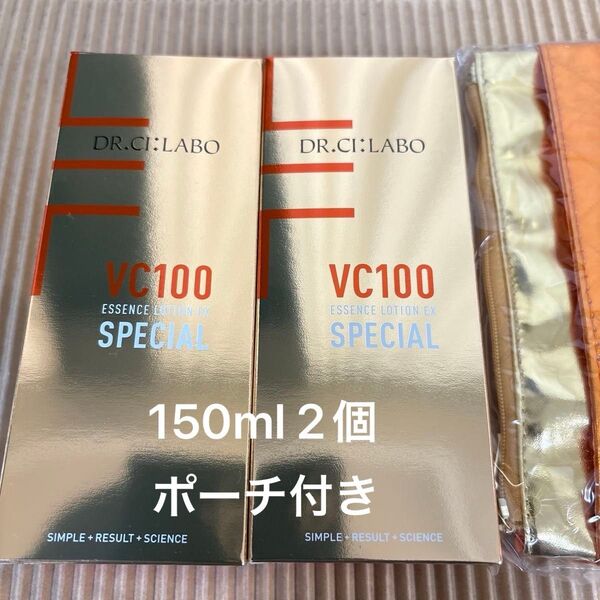 DR.CI:LABO
VC100
ESSENCE LOTION EX
SPECIAL
SIMPLE+RESULT+SCIENCE
DR.CI:LABO
VC100
ESSENCE LOTION EX
SPECIAL
SIMPLE+RESULT+SCIENCE
150ml 2個
ポーチ付き